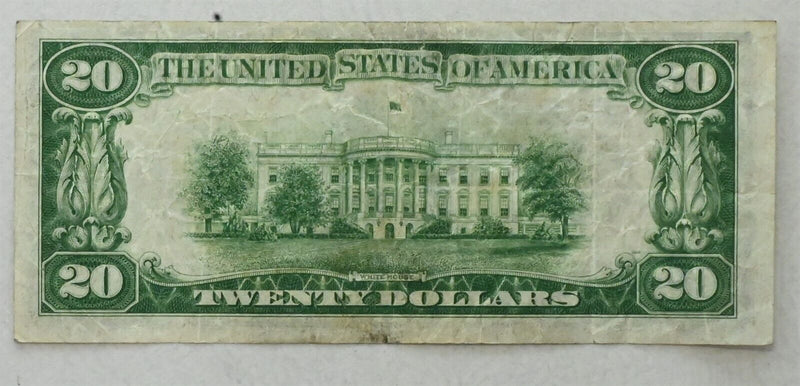 20 THE UNITED STATES OF AMERICA 20
WHITE HOUSE
20 TWENTY DOLLARS 20